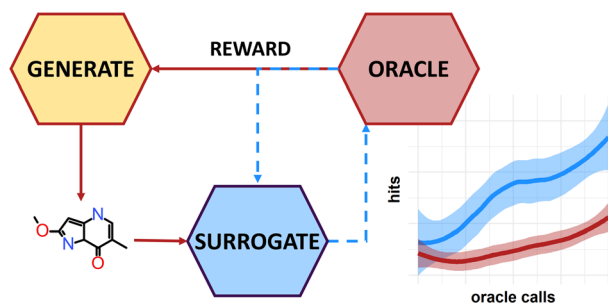 REWARD
GENERATE
ORACLE
N
O
N
O
SURROGATE
hits
oracle calls